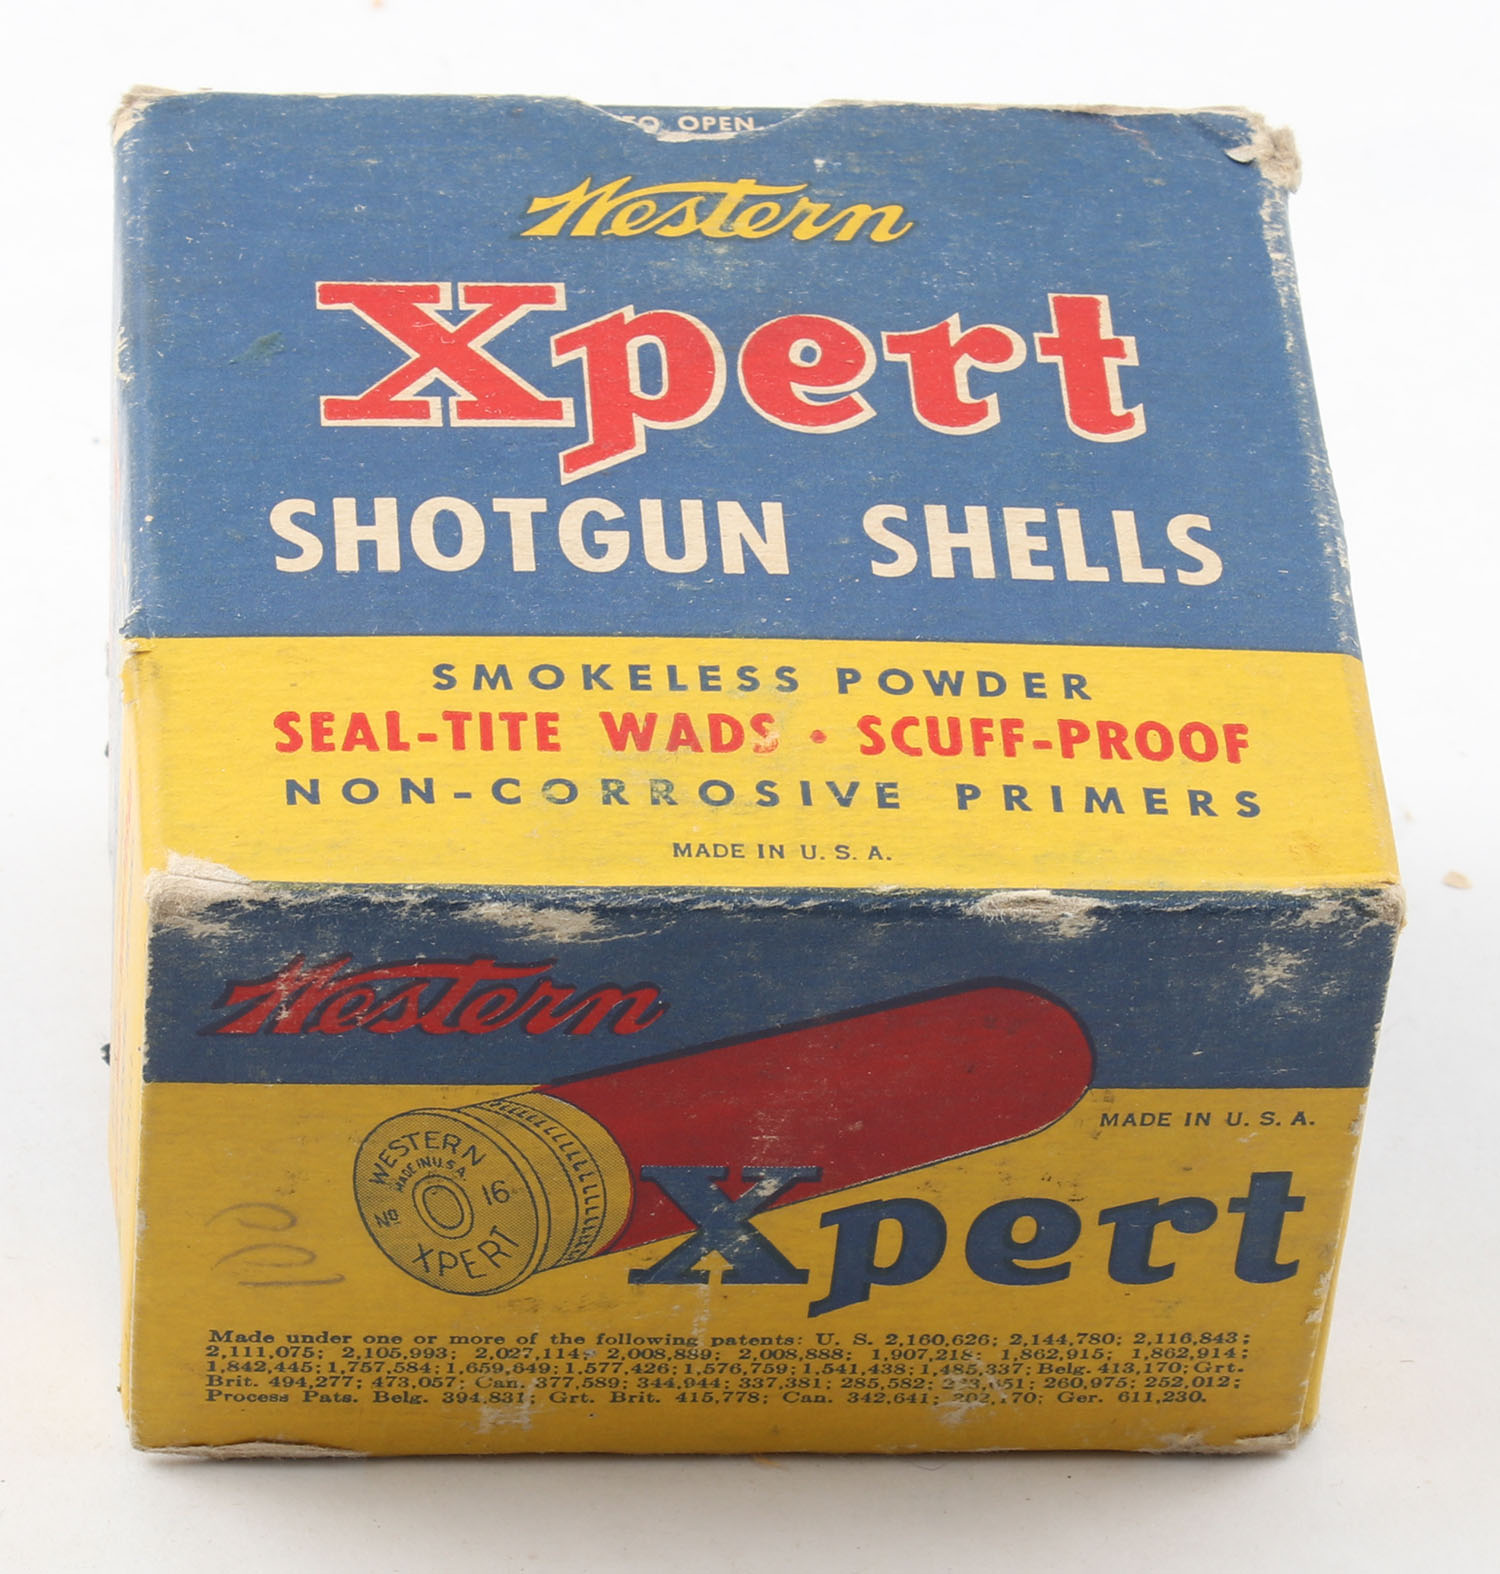 TO OPEN
Western
Xpert
SHOTGUN SHELLS
SMOKELESS POWDER
SEAL-TITE WADS • SCUFF-PROOF
NON-CORROSIVE PRIMERS
MADE IN U. S. A.
Western
WESTERN
MADE IN U.S.A.
No 16
XPERT
MADE IN U. S. A.
Xpert
100
Made under one or more of the following patents: U. S. 2,160,626; 2,144,780; 2,116,843;
2,111,075; 2,105,993; 2,027,114; 2,008,889; 2,008,888; 1,907,218; 1,862,915; 1,862,914;
1,842,445; 1,757,584; 1,659,649; 1,577,426; 1,576,759; 1,541,438; 1,485,337; Belg. 413,170; Grt.
Brit. 494,277; 473,057; Can. 377,589; 344,944; 337,381; 285,582; 260,975; 252,012;
Process Pats. Belg. 394,831; Grt. Brit. 415,778; Can. 342,641; Ger. 611,230.